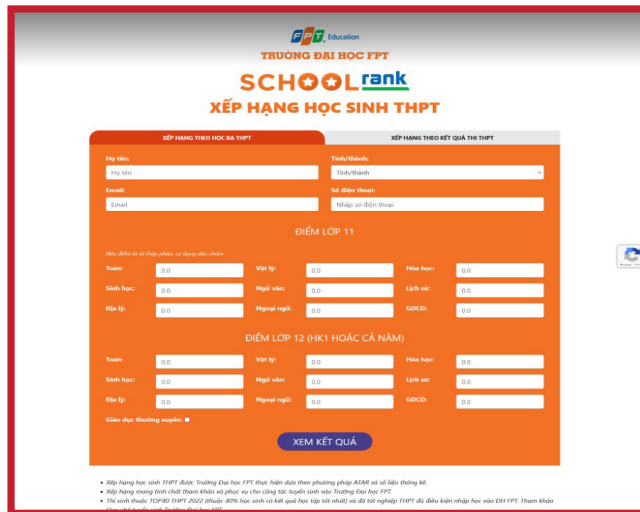 FPT Education
TRƯỜNG ĐẠI HỌC FPT
SCHOOLrank
XẾP HẠNG HỌC SINH THPT
XẾP HẠNG THEO HỌC BẠ THPT XẾP HẠNG THEO KẾT QUẢ THI THPT
Họ tên: Tỉnh/thành:
Họ tên Tỉnh/thành
Email: Số điện thoại:
Email Nhập số điện thoại
ĐIỂM LỚP 11
Nếu điểm là số thập phân, sử dụng dấu chấm
Toán: 0.0 Vật lý: 0.0 Hóa học: 0.0
Sinh học: 0.0 Ngữ văn: 0.0 Lịch sử: 0.0
Địa lý: 0.0 Ngoại ngữ: 0.0 GDCD: 0.0
ĐIỂM LỚP 12 (HK1 HOẶC CẢ NĂM)
Toán: 0.0 Vật lý: 0.0 Hóa học: 0.0
Sinh học: 0.0 Ngữ văn: 0.0 Lịch sử: 0.0
Địa lý: 0.0 Ngoại ngữ: 0.0 GDCD: 0.0
Giáo dục thường xuyên:
XEM KẾT QUẢ
Xếp hạng học sinh THPT được Trường Đại học FPT thực hiện dựa theo phương pháp ATAR và số liệu thống kê.
Xếp hạng mang tính chất tham khảo và phục vụ cho công tác tuyển sinh vào Trường Đại học FPT.
Thí sinh thuộc TOP40 THPT 2022 (thuộc 40% học sinh có kết quả học tập tốt nhất) và đã tốt nghiệp THPT đủ điều kiện nhập học vào ĐH FPT. Tham khảo